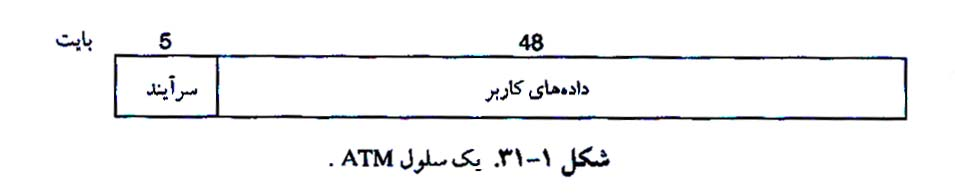 بایت 5 48
سرآیند داده‌های کاربر
شکل ۱-۳۱. یک سلول ATM .